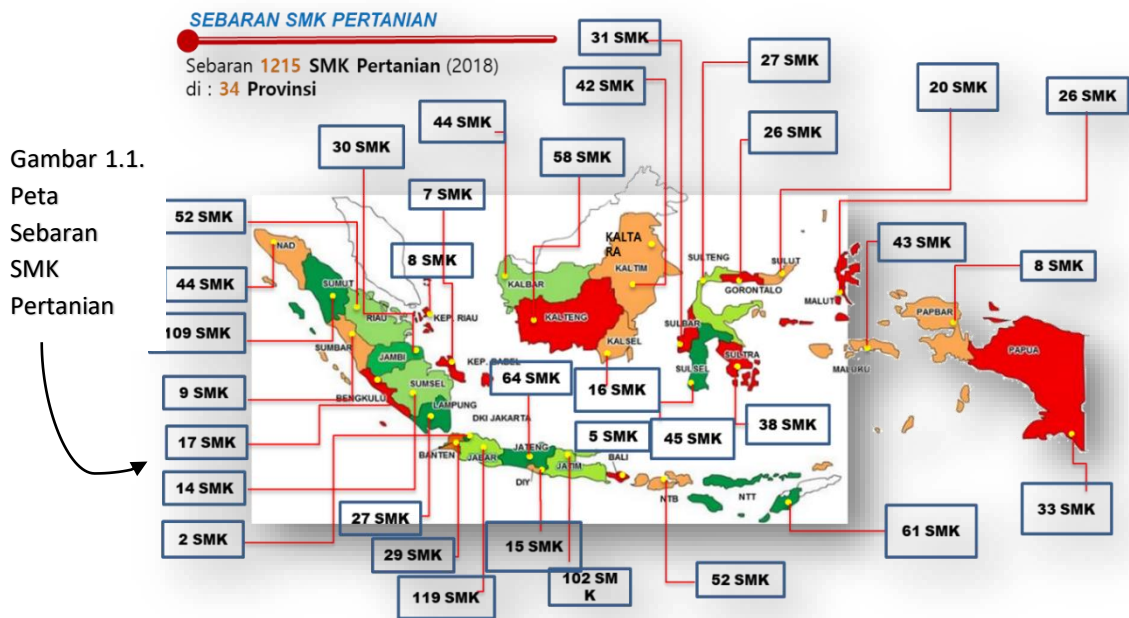 SEBARAN SMK PERTANIAN
Sebaran 1215 SMK Pertanian (2018)
di : 34 Provinsi
Gambar 1.1.
Peta
Sebaran
SMK
Pertanian
31 SMK
27 SMK
42 SMK
20 SMK
26 SMK
44 SMK
26 SMK
30 SMK
58 SMK
7 SMK
52 SMK
43 SMK
8 SMK
8 SMK
44 SMK
109 SMK
9 SMK
17 SMK
14 SMK
2 SMK
64 SMK
16 SMK
5 SMK
45 SMK
38 SMK
27 SMK
29 SMK
15 SMK
119 SMK
102 SM
K
52 SMK
61 SMK
33 SMK
NAD
SUMUT
RIAU
KEP. RIAU
SUMBAR
JAMBI
KEP. BABEL
BENGKULU
SUMSEL
LAMPUNG
DKI JAKARTA
BANTEN
JABAR
JATENG
DIY
JATIM
BALI
NTB
NTT
KALBAR
KALTENG
KALSEL
KALTIM
KALTA
RA
SULTENG
GORONTALO
SULUT
SULBAR
SULSEL
SULTRA
MALUT
MALUKU
PAPBAR
PAPUA